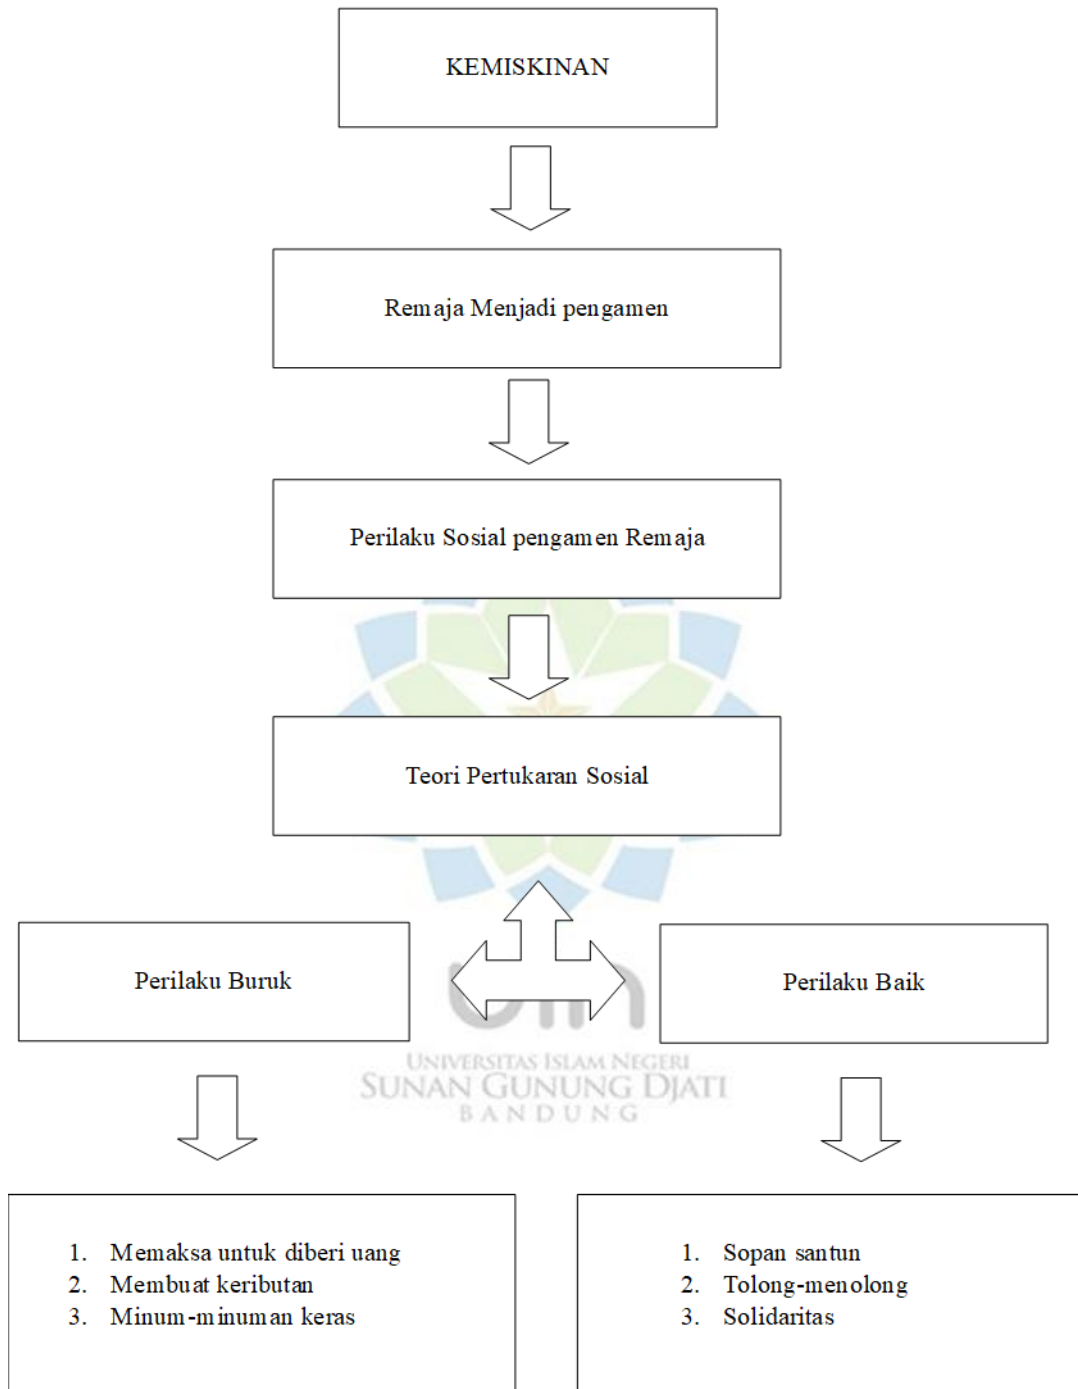 KEMISKINAN
Remaja Menjadi pengamen
Perilaku Sosial pengamen Remaja
Teori Pertukaran Sosial
Perilaku Buruk
Perilaku Baik
uin
UNIVERSITAS ISLAM NEGERI
SUNAN GUNUNG DJATI
BANDUNG
1. Memaksa untuk diberi uang
2. Membuat keributan
3. Minum-minuman keras
1. Sopan santun
2. Tolong-menolong
3. Solidaritas